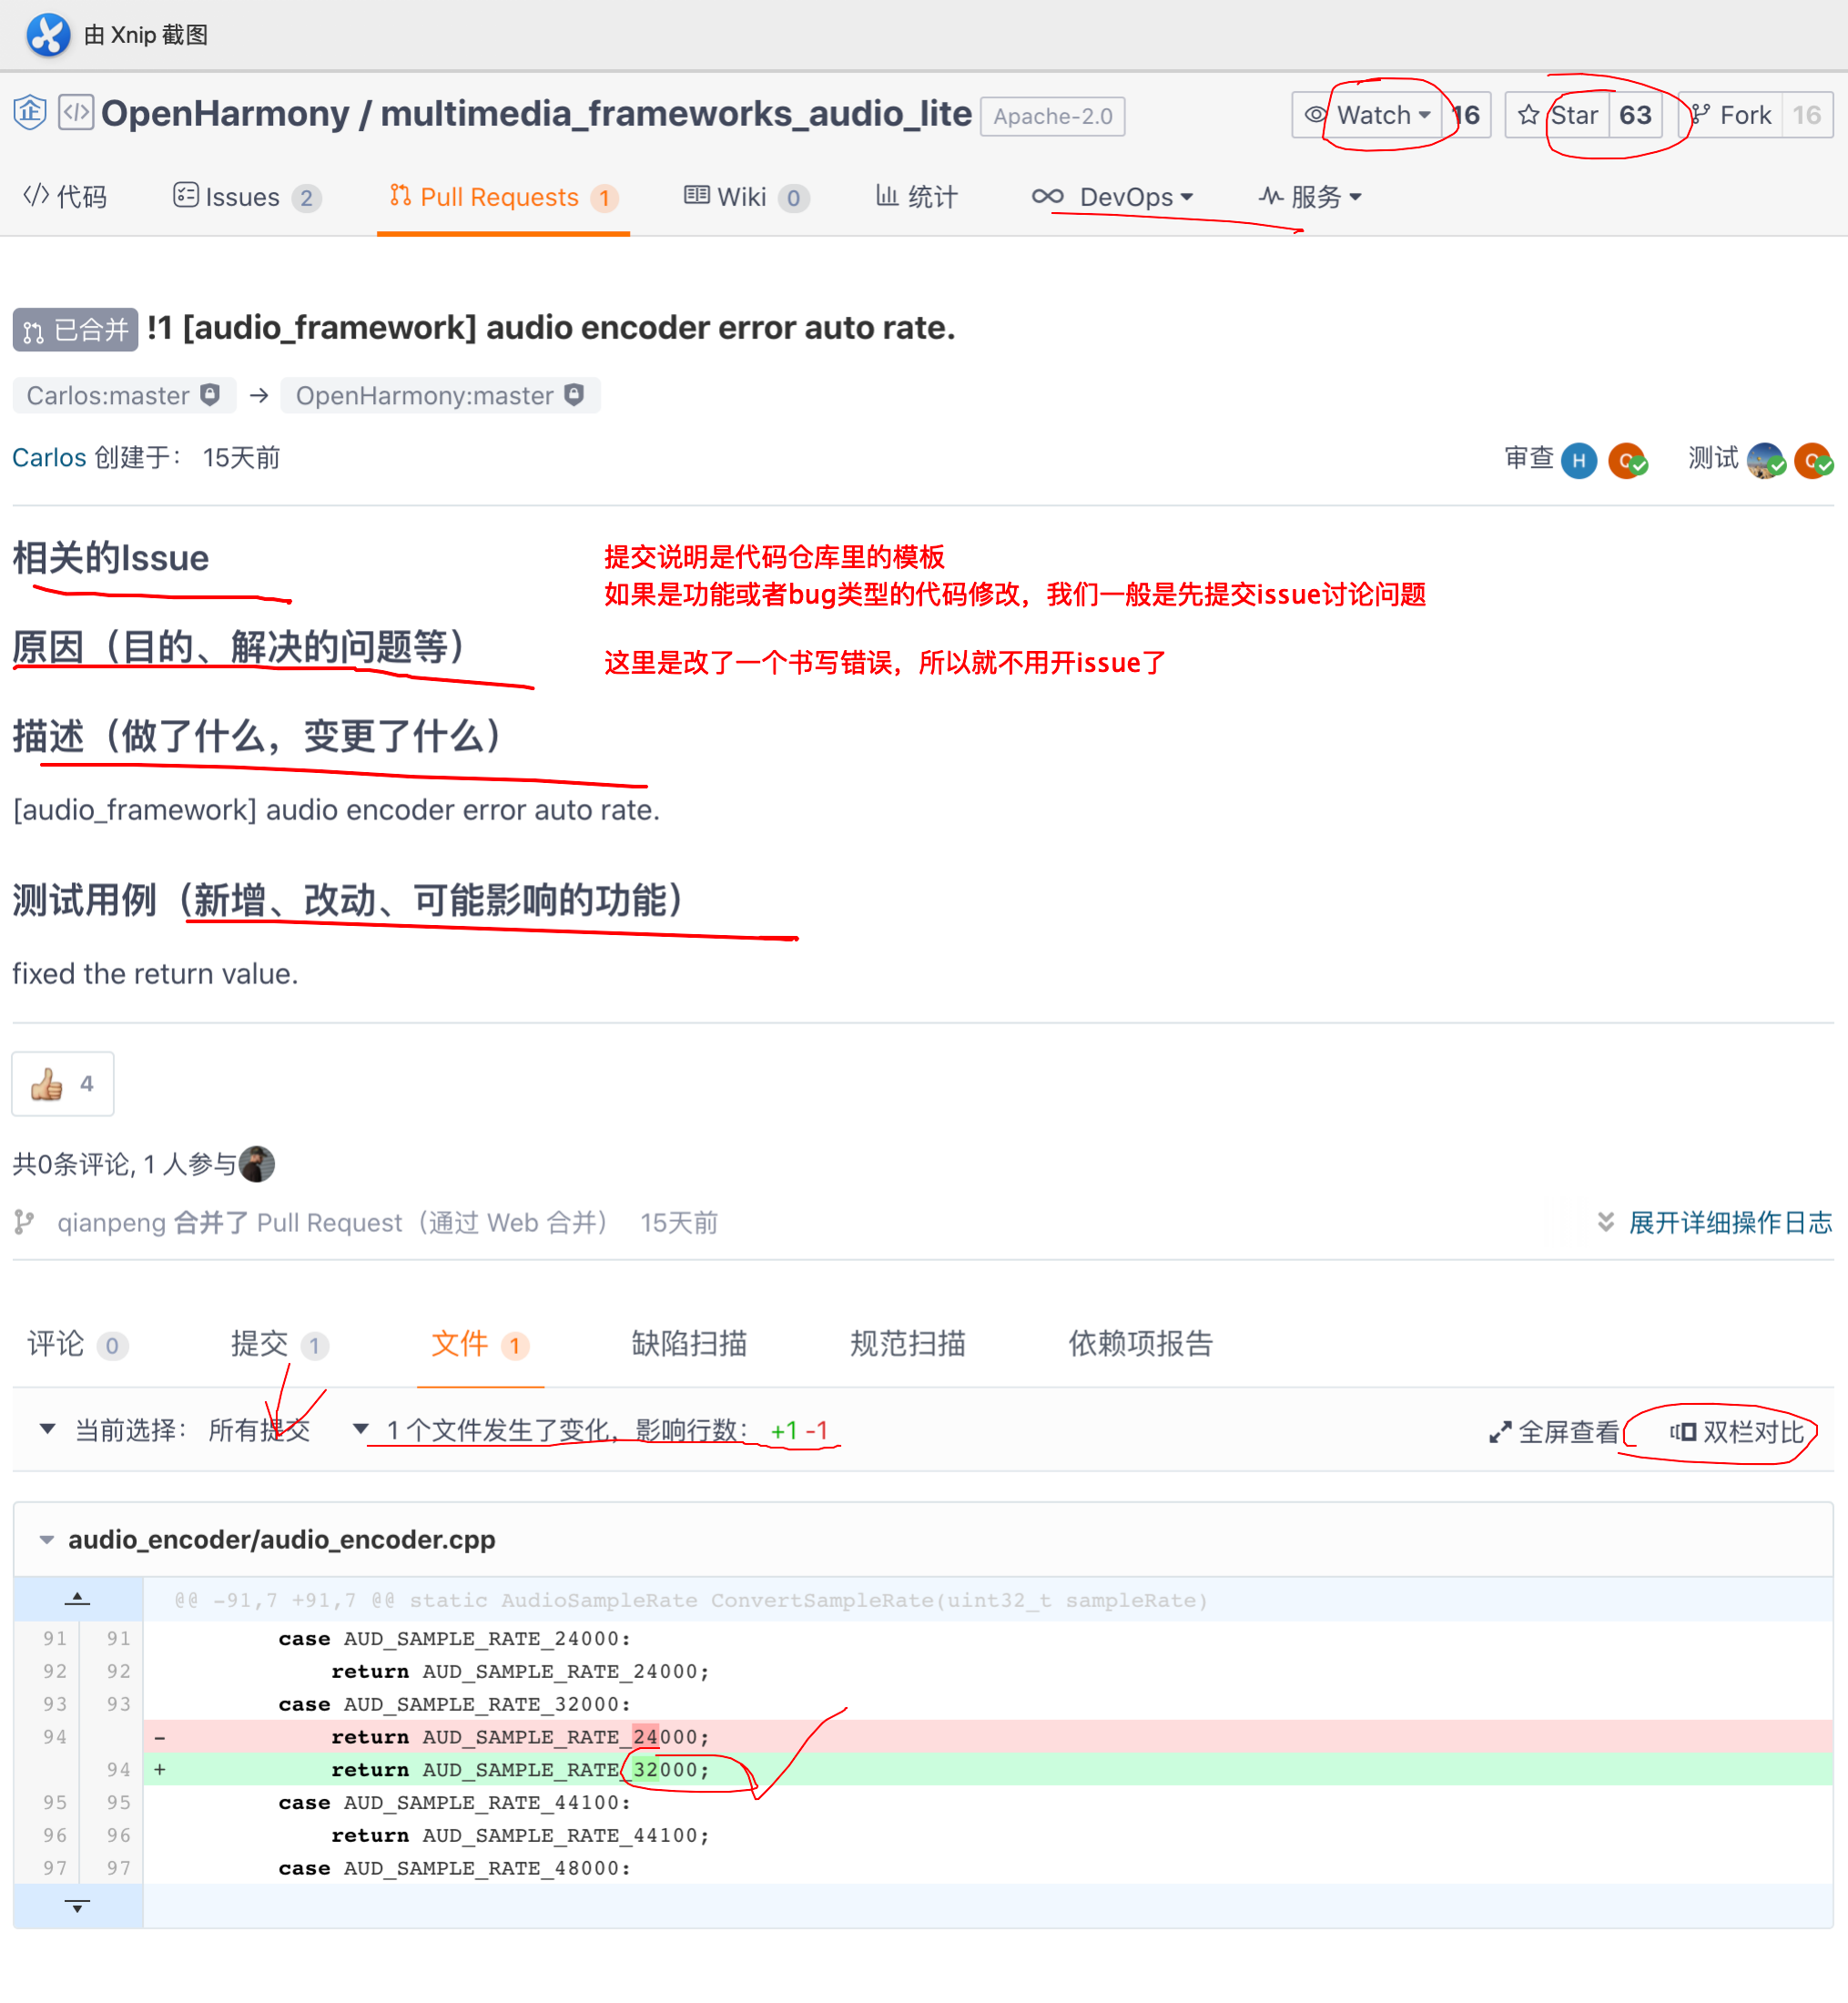 由 Xnip 截图
OpenHarmony / multimedia_frameworks_audio_lite Apache-2.0 Watch 16 Star 63 Fork 16
代码 Issues 2 Pull Requests 1 Wiki 0 统计 DevOps 服务
已合并 !1 [audio_framework] audio encoder error auto rate.
Carlos:master → OpenHarmony:master
Carlos 创建于： 15天前 审查 H Q 测试 Q
相关的Issue
提交说明是代码仓库里的模板
如果是功能或者bug类型的代码修改，我们一般是先提交issue讨论问题
原因（目的、解决的问题等）
这里是改了一个书写错误，所以就不用开issue了
描述（做了什么，变更了什么）
[audio_framework] audio encoder error auto rate.
测试用例（新增、改动、可能影响的功能）
fixed the return value.
4
共0条评论, 1 人参与
qianpeng 合并了 Pull Request（通过 Web 合并） 15天前 展开详细操作日志
评论 0 提交 1 文件 1 缺陷扫描 规范扫描 依赖项报告
当前选择： 所有提交 1 个文件发生了变化，影响行数： +1 -1 全屏查看 双栏对比
audio_encoder/audio_encoder.cpp
@@ -91,7 +91,7 @@ static AudioSampleRate ConvertSampleRate(uint32_t sampleRate)
91 91 case AUD_SAMPLE_RATE_24000:
92 92 return AUD_SAMPLE_RATE_24000;
93 93 case AUD_SAMPLE_RATE_32000:
94 - return AUD_SAMPLE_RATE_24000;
94 + return AUD_SAMPLE_RATE_32000;
95 95 case AUD_SAMPLE_RATE_44100:
96 96 return AUD_SAMPLE_RATE_44100;
97 97 case AUD_SAMPLE_RATE_48000: